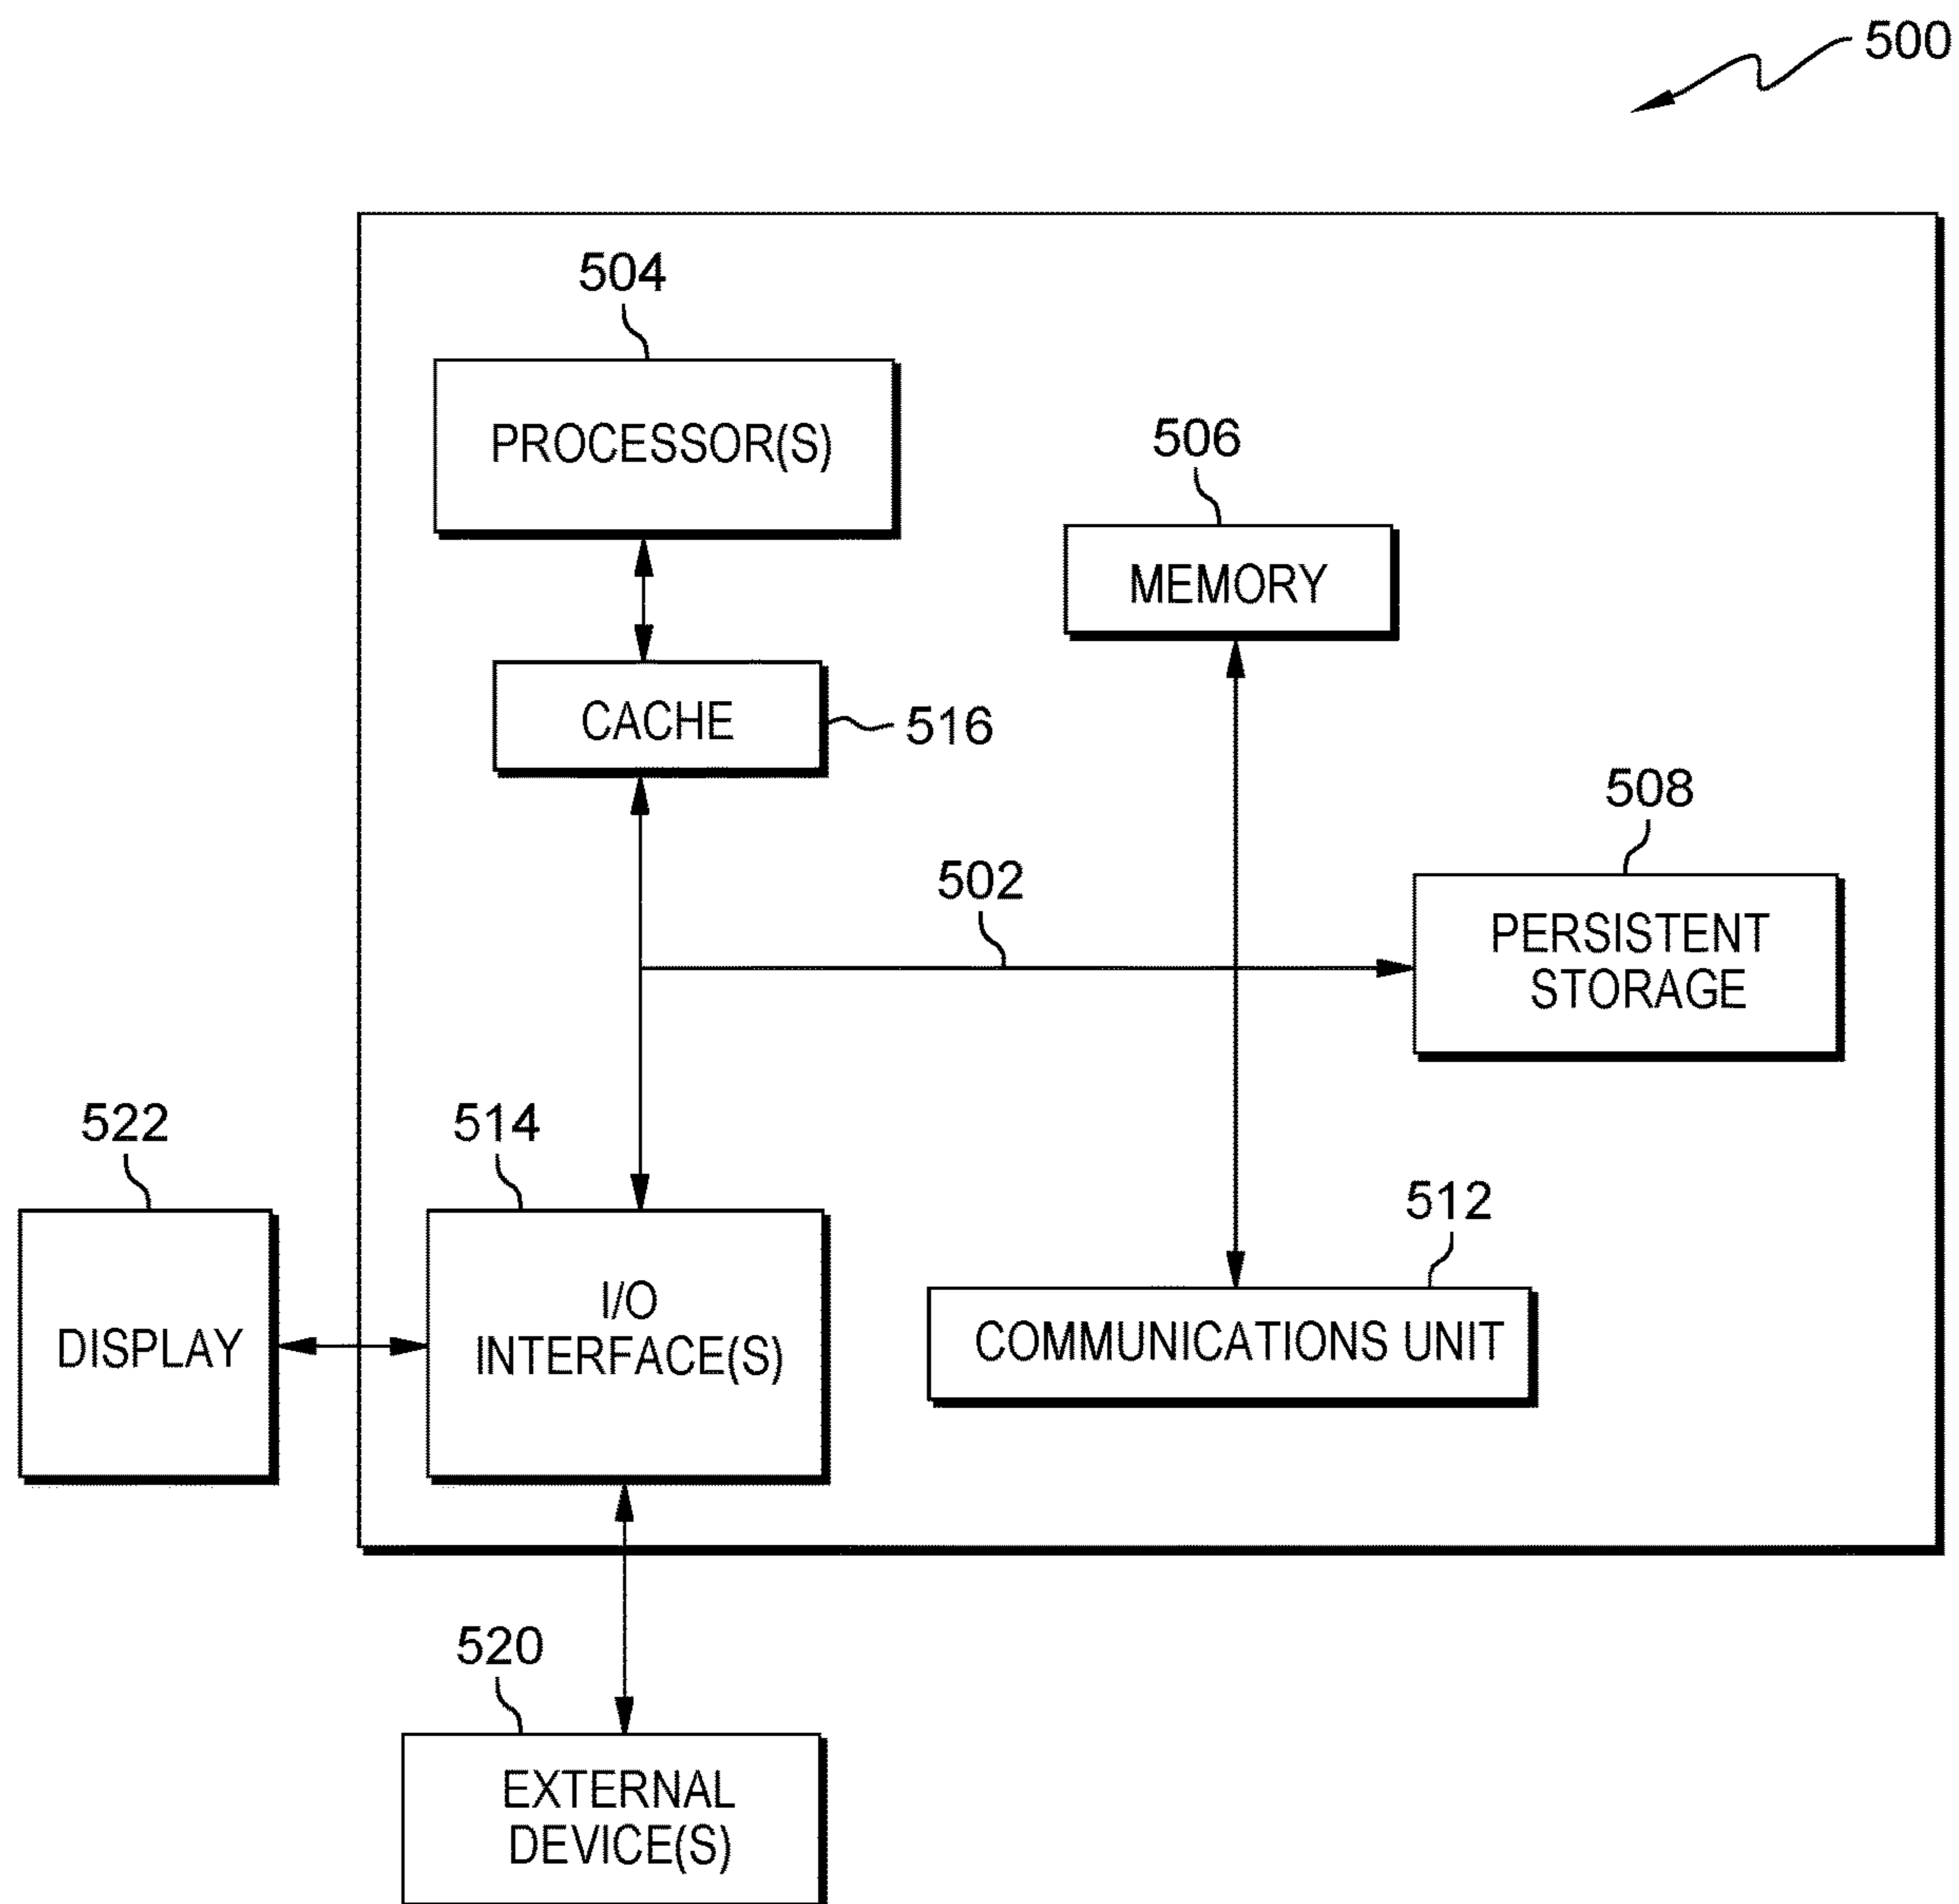 500
504
PROCESSOR(S)
506
MEMORY
CACHE
516
508
502
PERSISTENT
STORAGE
522
514
512
DISPLAY
I/O
INTERFACE(S)
COMMUNICATIONS UNIT
520
EXTERNAL
DEVICE(S)